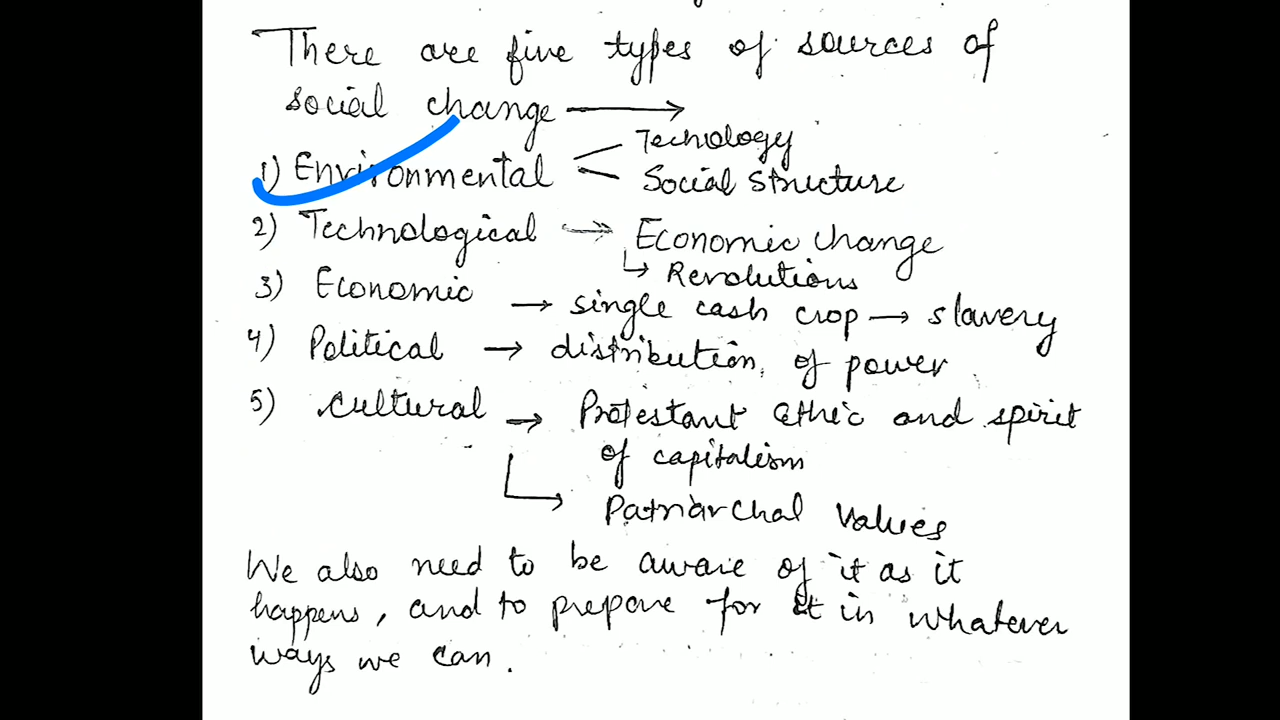 There are five types of sources of
social change →
1) Environmental < Technology
Social Structure
2) Technological → Economic change
↳ Revolutions
3) Economic → single cash crop → slavery
4) Political → distribution of power
5) cultural → Protestant ethic and spirit
of capitalism
↳ Patriarchal values
We also need to be aware of it as it
happens, and to prepare for it in whatever
ways we can.